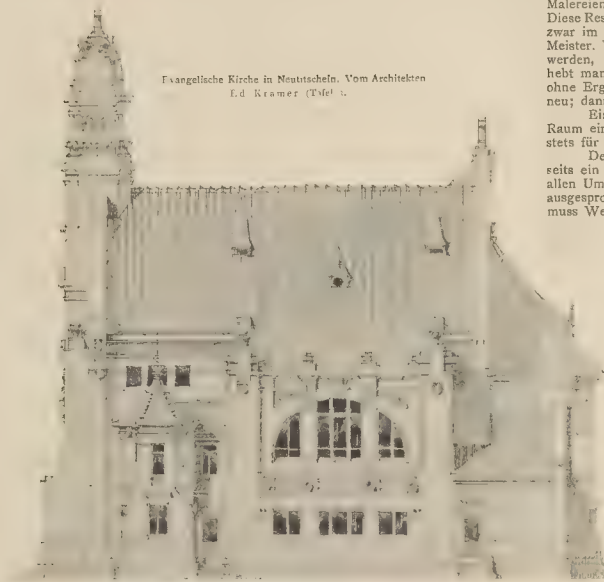 Evangelische Kirche in Neutitschein. Vom Architekten
Ed Kramer (Tafel
Malereien
Diese Res
zwar im
Meister. V
werden,
hebt man
ohne Erg
neu; dann
Ei
Raum ein
stets für
De
seits ein
allen Um
ausgespro
muss We